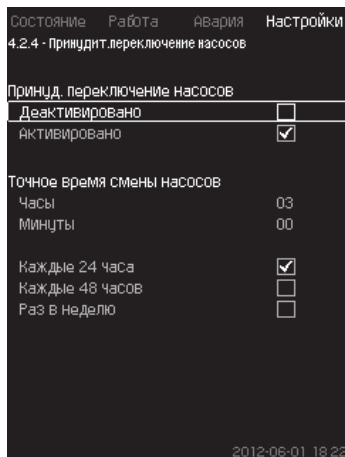 Состояние Работа Авария Настройки
4.2.4 - Принудит.переключение насосов
Принуд. переключение насосов
Деактивировано
Активировано
Точное время смены насосов
Часы 03
Минуты 00
Каждые 24 часа
Каждые 48 часов
Раз в неделю
2012-06-01 18:22